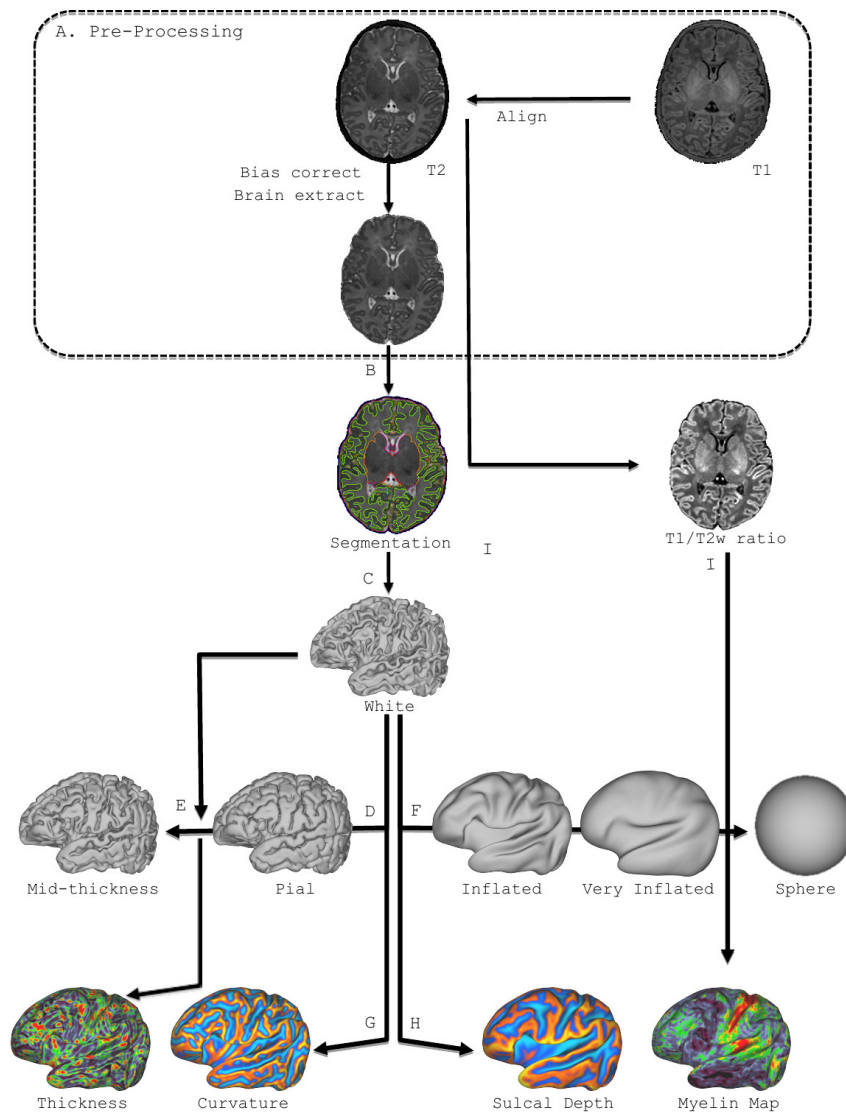 A. Pre-Processing
Align
T2
T1
Bias correct
Brain extract
B
Segmentation
I
T1/T2w ratio
I
C
White
E
D
F
Mid-thickness
Pial
Inflated
Very Inflated
Sphere
G
H
Thickness
Curvature
Sulcal Depth
Myelin Map